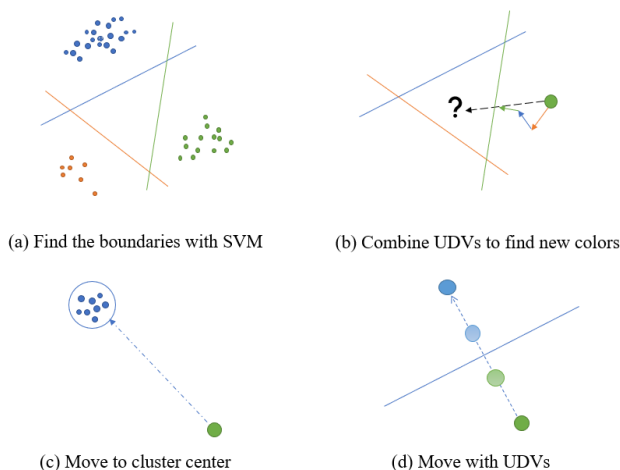 ?
(a) Find the boundaries with SVM
(b) Combine UDVs to find new colors
(c) Move to cluster center
(d) Move with UDVs